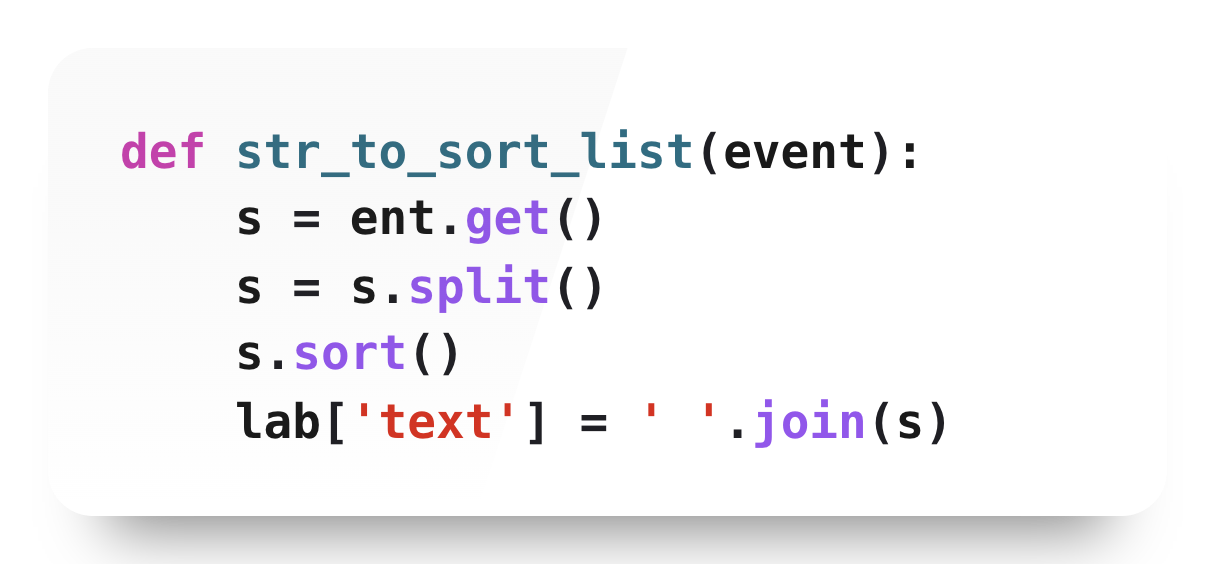 def str_to_sort_list(event):
    s = ent.get()
    s = s.split()
    s.sort()
    lab['text'] = ' '.join(s)